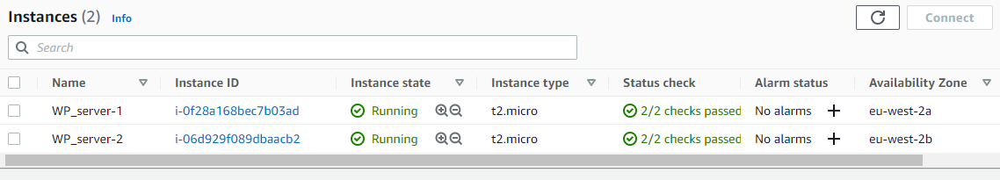 Instances (2) Info Connect
Search
Name Instance ID Instance state Instance type Status check Alarm status Availability Zone
WP_server-1 i-0f28a168bec7b03ad Running t2.micro 2/2 checks passed No alarms + eu-west-2a
WP_server-2 i-06d929f089dbaacb2 Running t2.micro 2/2 checks passed No alarms + eu-west-2b